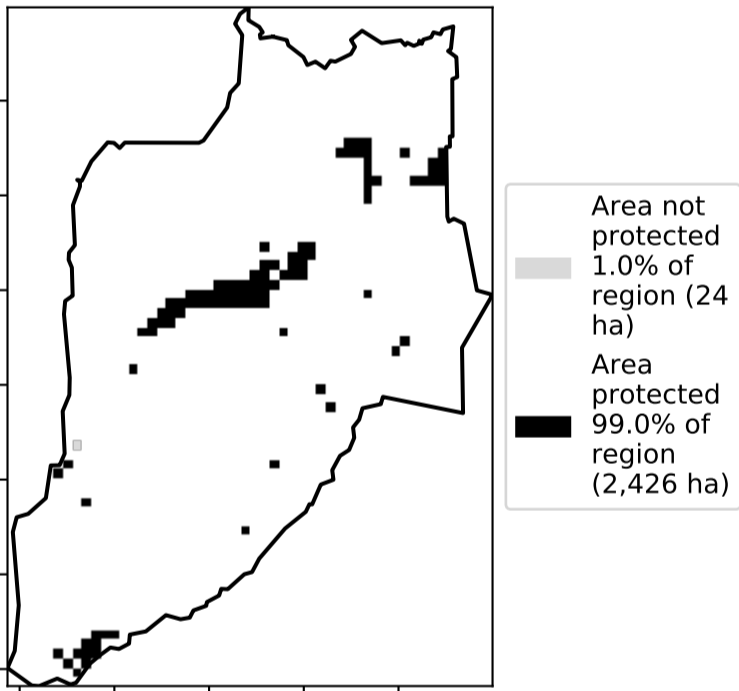 Area not
protected
1.0% of
region (24
ha)
Area
protected
99.0% of
region
(2,426 ha)